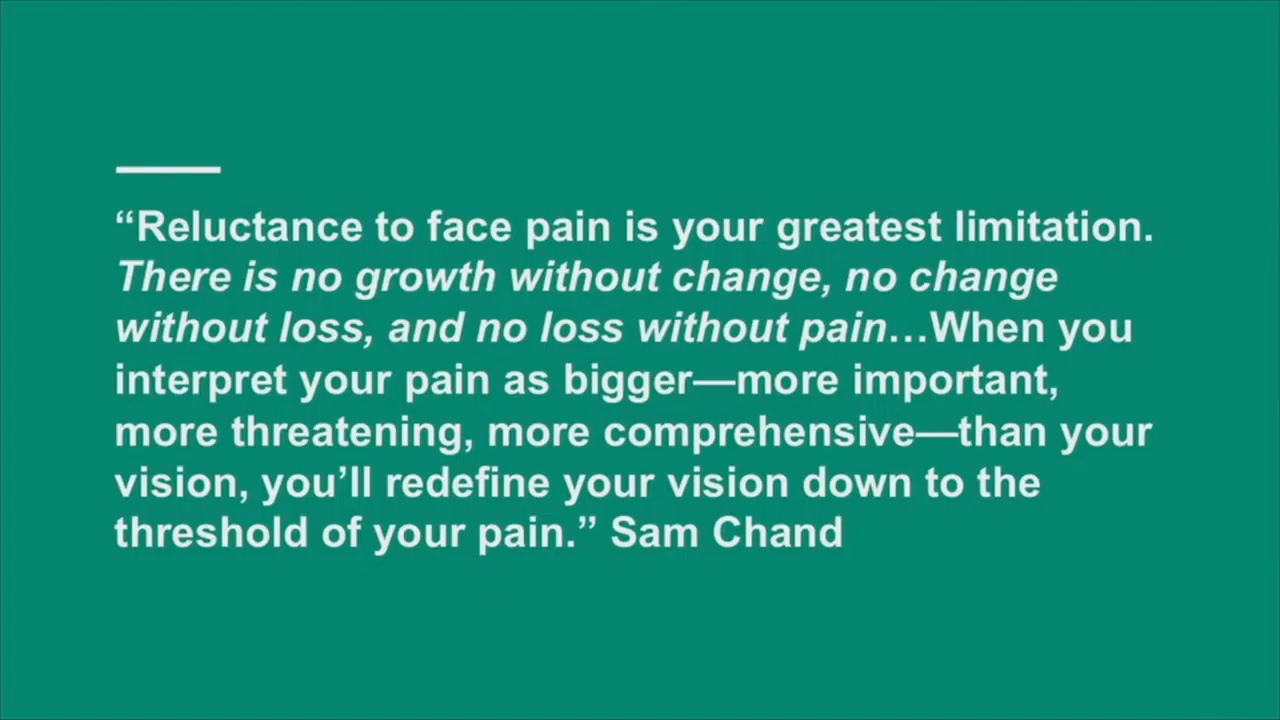 “Reluctance to face pain is your greatest limitation.
There is no growth without change, no change
without loss, and no loss without pain…When you
interpret your pain as bigger—more important,
more threatening, more comprehensive—than your
vision, you’ll redefine your vision down to the
threshold of your pain.” Sam Chand